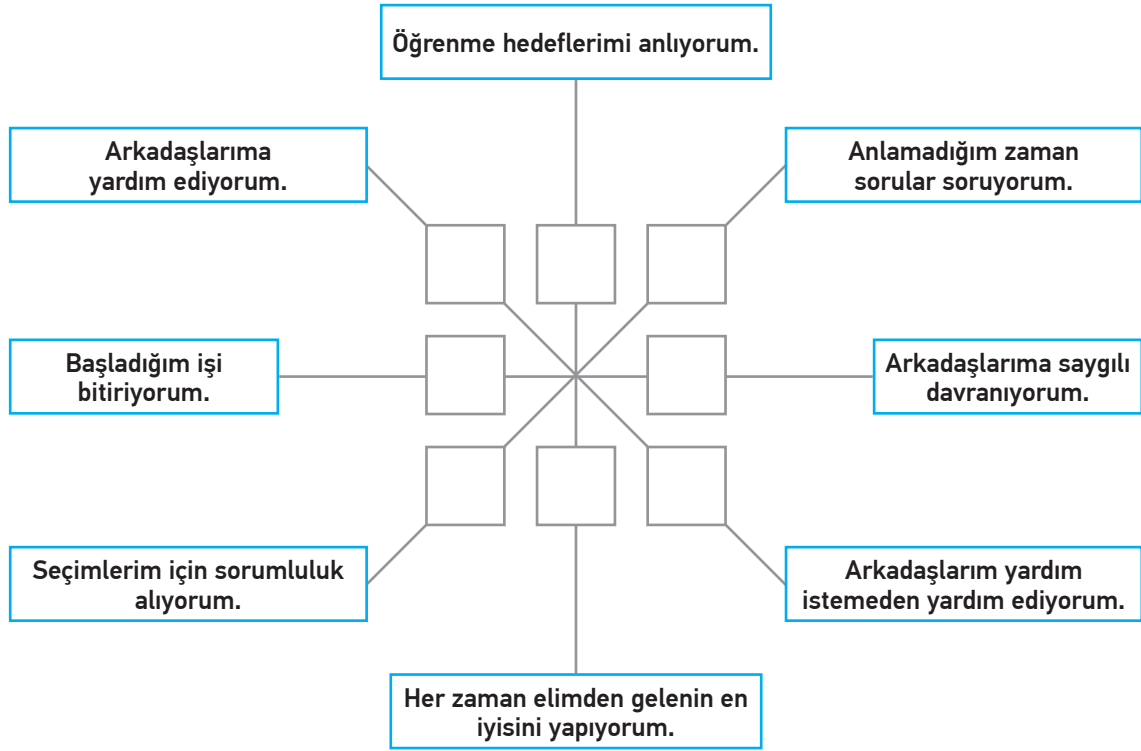 Öğrenme hedeflerimi anlıyorum.
Arkadaşlarıma
yardım ediyorum.
Anlamadığım zaman
sorular soruyorum.
Başladığım işi
bitiriyorum.
Arkadaşlarıma saygılı
davranıyorum.
Seçimlerim için sorumluluk
alıyorum.
Arkadaşlarım yardım
istemeden yardım ediyorum.
Her zaman elimden gelenin en
iyisini yapıyorum.